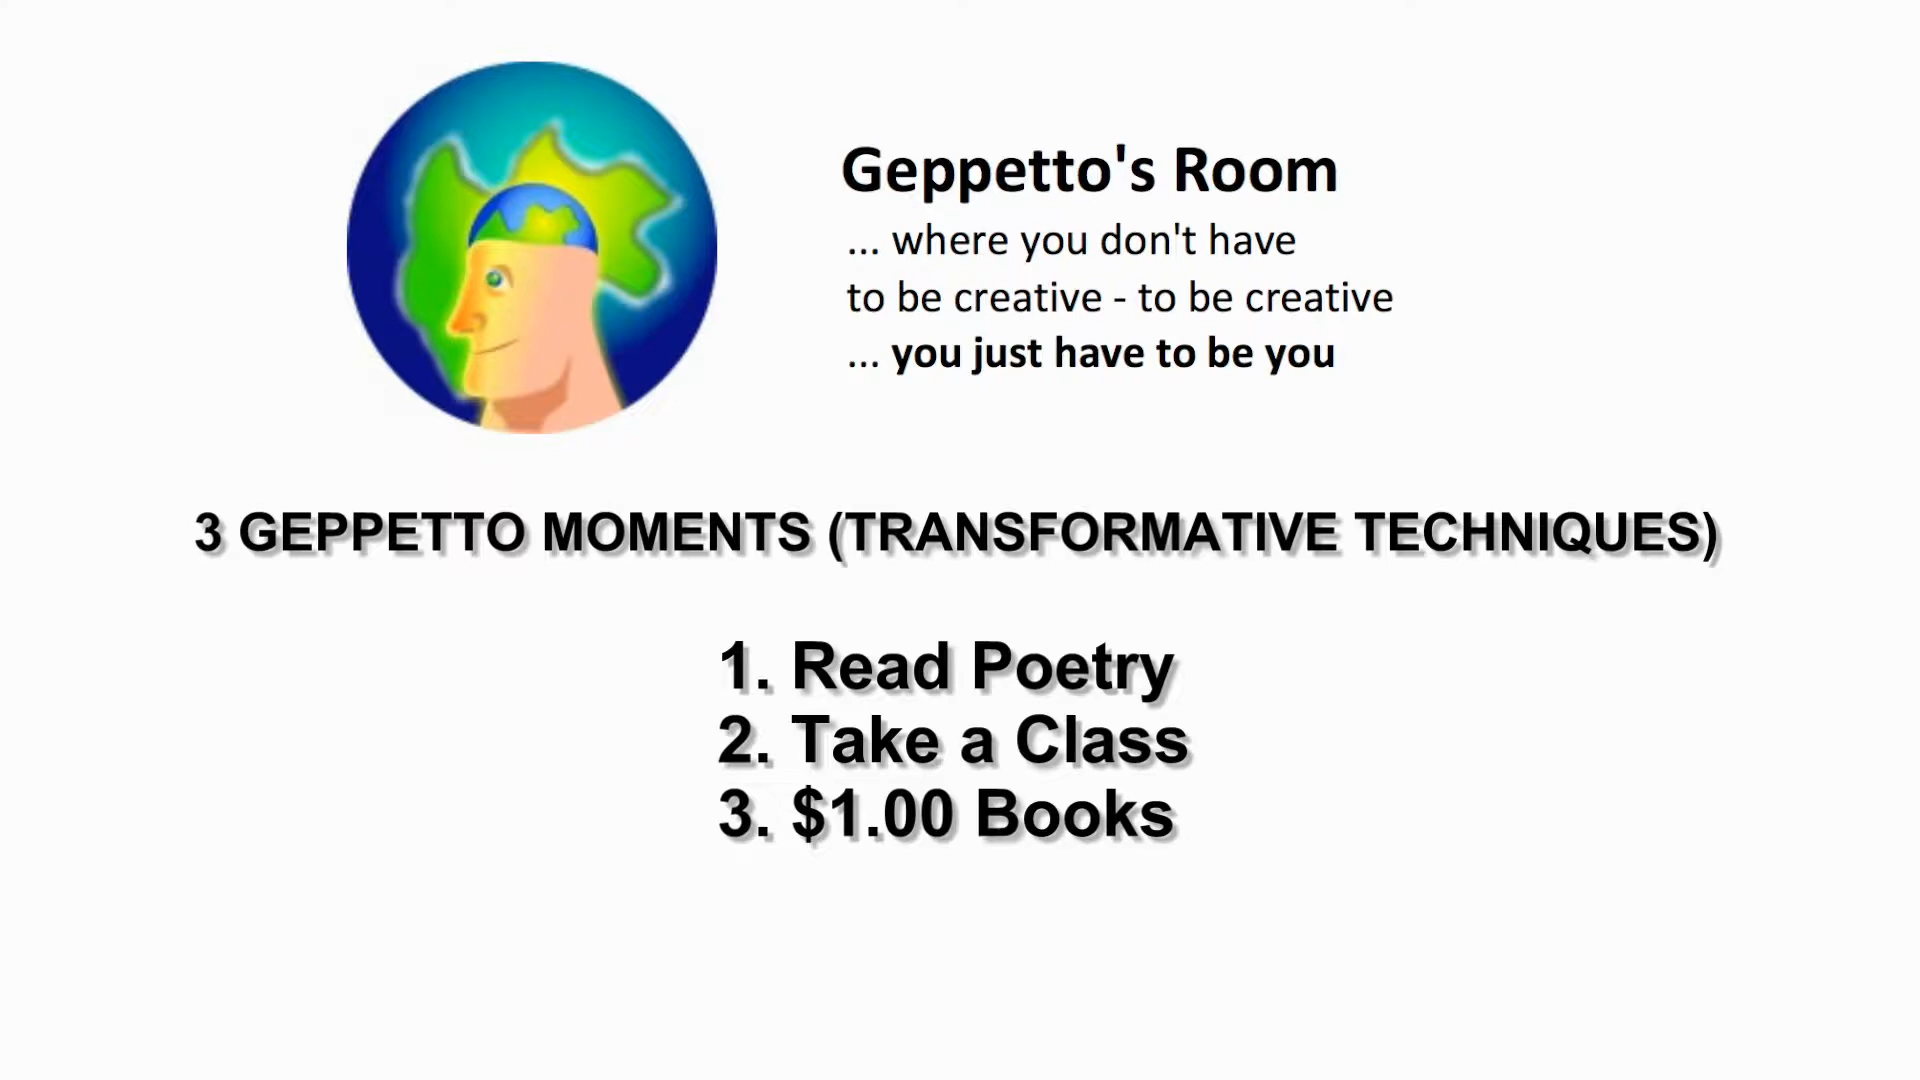 Geppetto's Room
... where you don't have
to be creative - to be creative
... you just have to be you
3 GEPPETTO MOMENTS (TRANSFORMATIVE TECHNIQUES)
1. Read Poetry
2. Take a Class
3. $1.00 Books